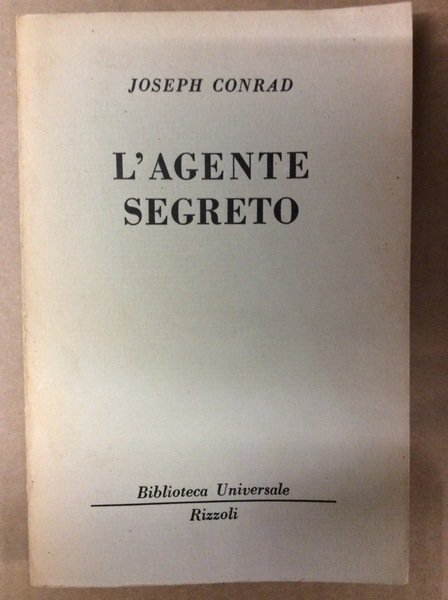 JOSEPH CONRAD
L'AGENTE
SEGRETO
Biblioteca Universale
Rizzoli